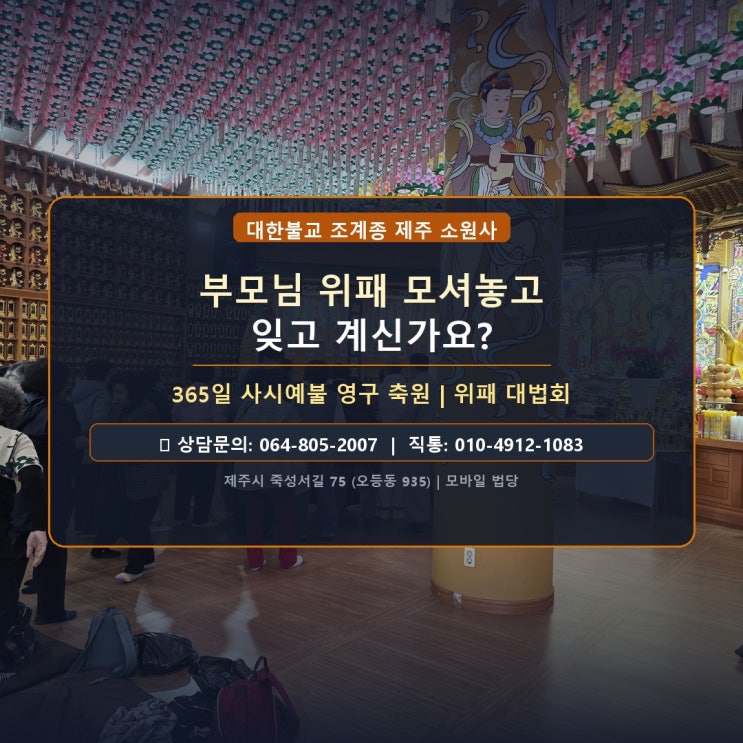 대한불교 조계종 제주 소원사
부모님 위패 모셔놓고
잊고 계신가요?
365일 사시예불 영구 축원 | 위패 대법회
상담문의: 064-805-2007 | 직통: 010-4912-1083
제주시 죽성서길 75 (오등동 935) | 모바일 법당